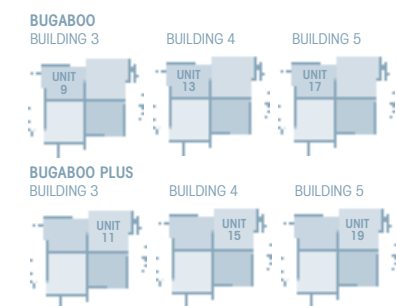 BUGABOO
BUILDING 3 BUILDING 4 BUILDING 5
UNIT 9 UNIT 13 UNIT 17
BUGABOO PLUS
BUILDING 3 BUILDING 4 BUILDING 5
UNIT 11 UNIT 15 UNIT 19